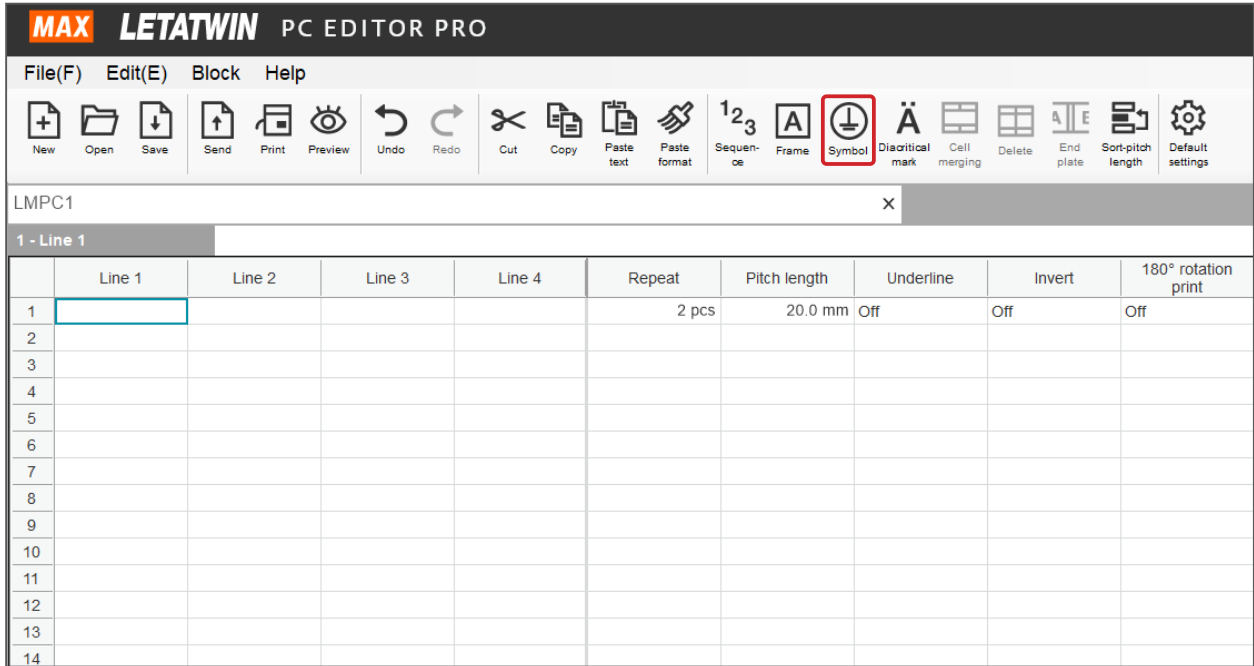 MAX LETATWIN PC EDITOR PRO
File(F) Edit(E) Block Help
New Open Save Send Print Preview Undo Redo Cut Copy Paste text Paste format 123 Sequen-ce A Frame Symbol Ä Diacritical mark Cell merging Delete A E End plate Sort-pitch length Default settings
LMPC1 ×
1 - Line 1
Line 1 Line 2 Line 3 Line 4 Repeat Pitch length Underline Invert 180° rotation print
1 2 pcs 20.0 mm Off Off Off
2
3
4
5
6
7
8
9
10
11
12
13
14